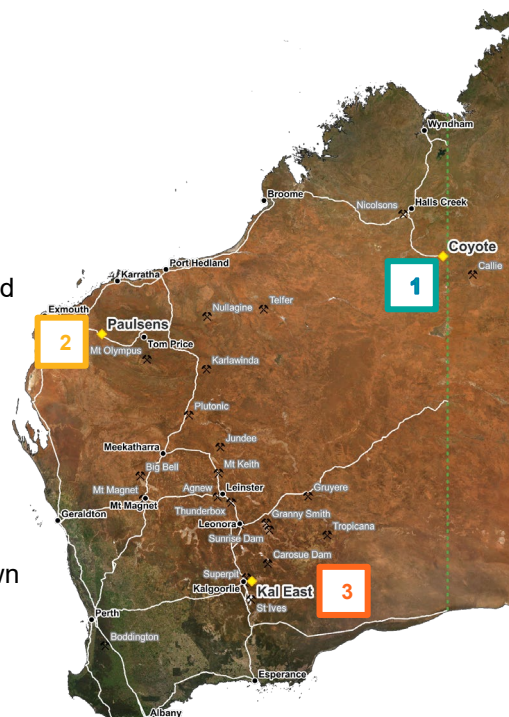 Wyndham
Broome
Nicolsons
Halls Creek
Coyote
Callie
1
Port Hedland
Karratha
d
Exmouth
Nullagine
Telfer
Paulsens
2
Mt Olympus
Tom Price
Karlawinda
Plutonic
Jundee
Meekatharra
Big Bell
Mt Keith
Mt Magnet
Agnew
Leinster
Gruyere
Mt Magnet
Thunderbox
Geraldton
Leonora
Granny Smith
Sunrise Dam
Tropicana
Carosue Dam
wn
Superpit
Kalgoorlie
Kal East
3
St Ives
Perth
Boddington
Esperance
Albany